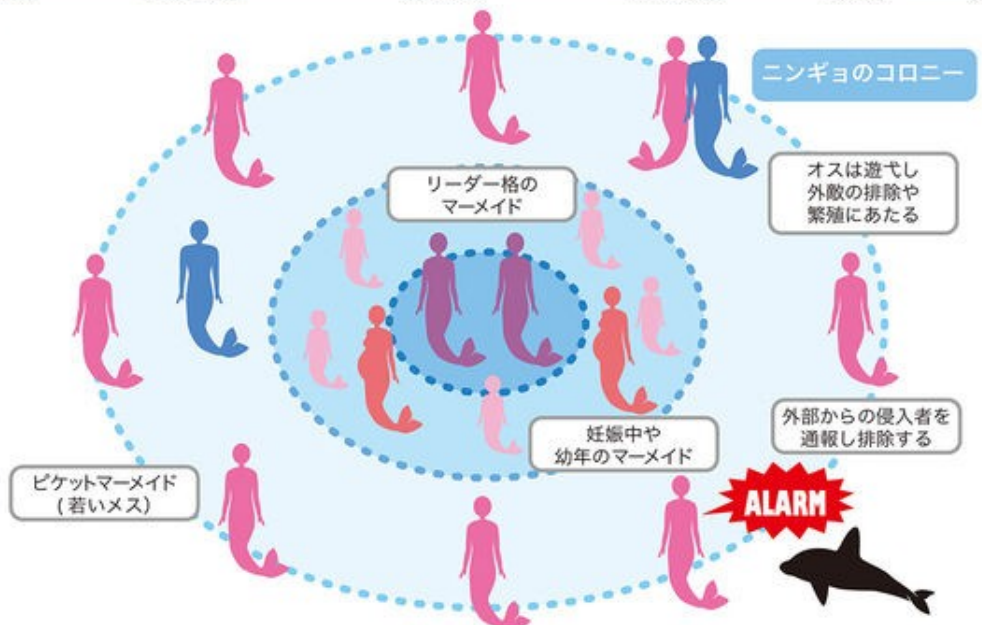 ニンギョのコロニー
リーダー格の
マーメイド
オスは遊弋し
外敵の排除や
繁殖にあたる
妊娠中や
幼年のマーメイド
外部からの侵入者を
通報し排除する
ピケットマーメイド
(若いメス)
ALARM